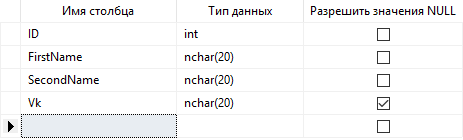 Имя столбца Тип данных Разрешить значения NULL
ID int
FirstName nchar(20)
SecondName nchar(20)
Vk nchar(20)